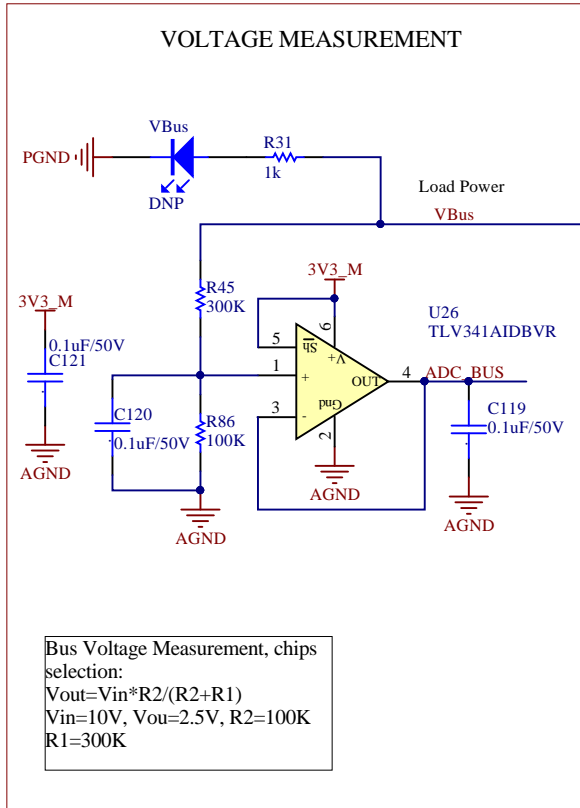 VOLTAGE MEASUREMENT
VBus
R31
PGND
1k
DNP
Load Power
VBus
3V3_M
R45
300K
3V3_M
U26
TLV341AIDBVR
0.1uF/50V
C121
6
5
Sh
V+
1
+
OUT
4
ADC_BUS
3
-
Gnd
2
C120
0.1uF/50V
R86
100K
C119
0.1uF/50V
AGND
AGND
AGND
AGND
Bus Voltage Measurement, chips
selection:
Vout=Vin*R2/(R2+R1)
Vin=10V, Vou=2.5V, R2=100K
R1=300K